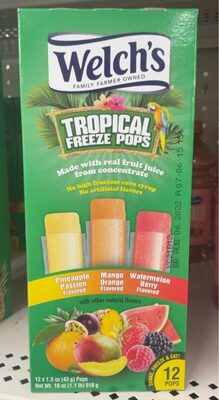 Welch's
FAMILY FARMER OWNED
TROPICAL
FREEZE POPS
Made with real fruit juice
from concentrate
No high fructose corn syrup
No artificial flavors
Pineapple
Passion
Flavored
Mango
Orange
Flavored
Watermelon
Berry
Flavored
with other natural flavors
12 x 1.5 oz (43 g) Pops
Net Wt. 18 oz (1.1 lb) 510 g
FREEZE & EAT!
12
POPS